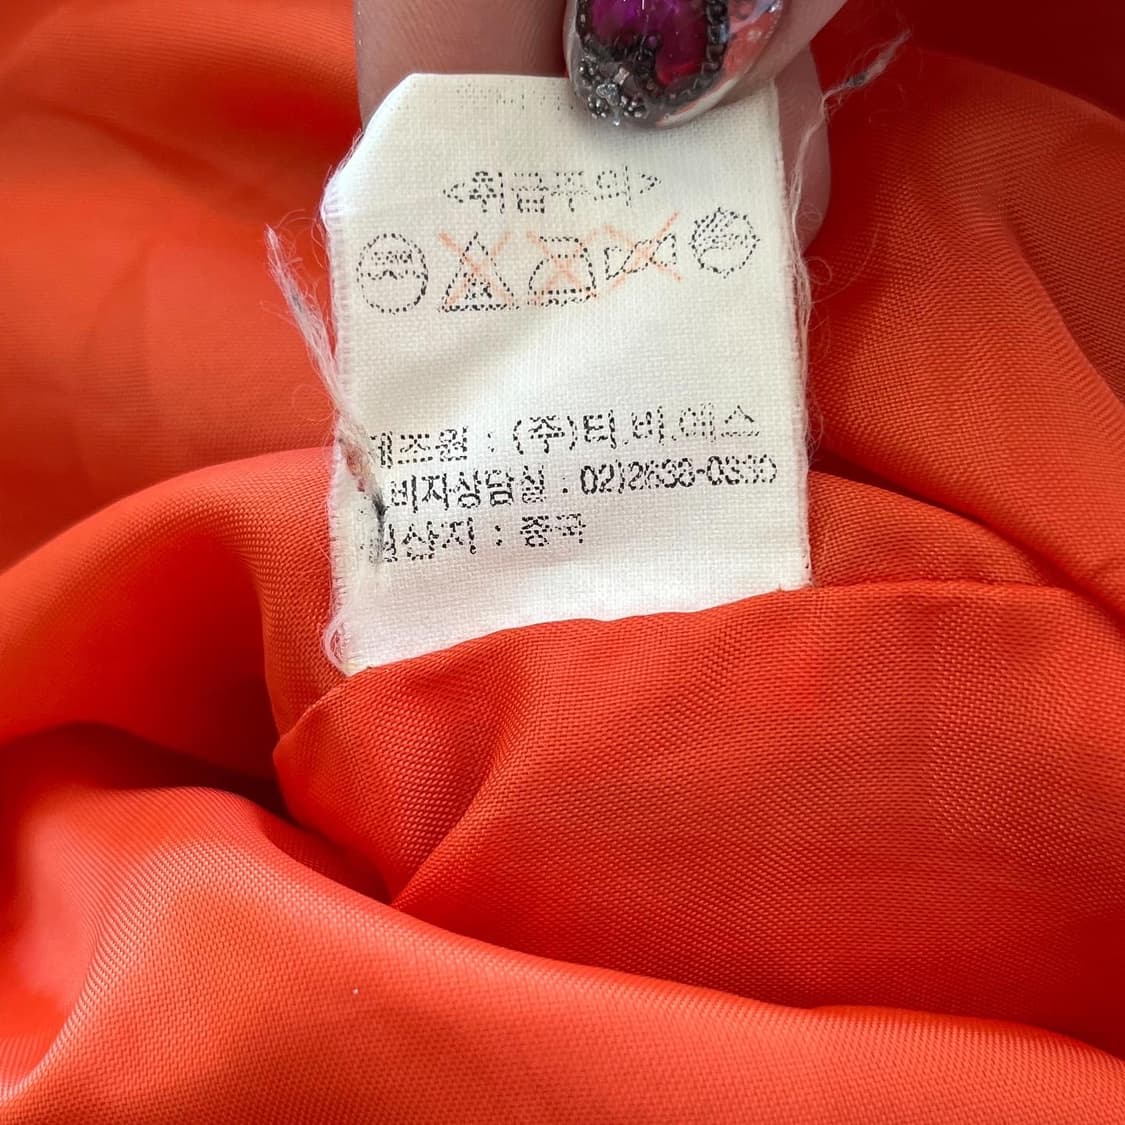 <취급주의>
제조원 : (주)티.비.에스
비자상담실 : 02)2638-0330
원산지 : 중국